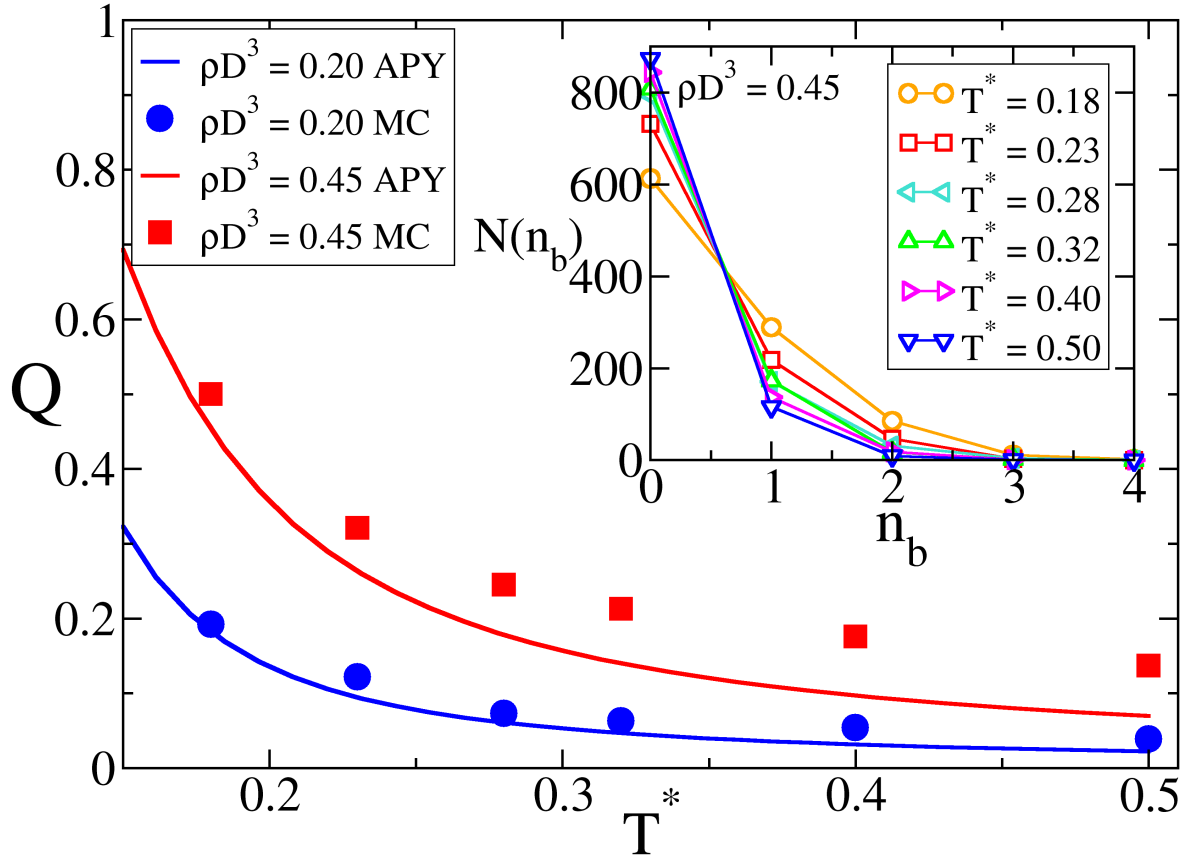 ρD³ = 0.20 APY
ρD³ = 0.20 MC
ρD³ = 0.45 APY
ρD³ = 0.45 MC
Q
1
0.8
0.6
0.4
0.2
0
0.2 0.3 0.4 0.5
T*
ρD³ = 0.45
N(n_b)
800
600
400
200
0
0 1 2 3 4
n_b
T* = 0.18
T* = 0.23
T* = 0.28
T* = 0.32
T* = 0.40
T* = 0.50